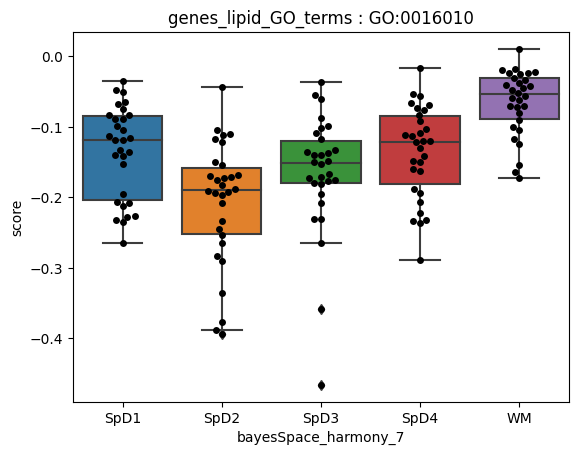 genes_lipid_GO_terms : GO:0016010
0.0
−0.1
−0.2
−0.3
−0.4
score
SpD1 SpD2 SpD3 SpD4 WM
bayesSpace_harmony_7